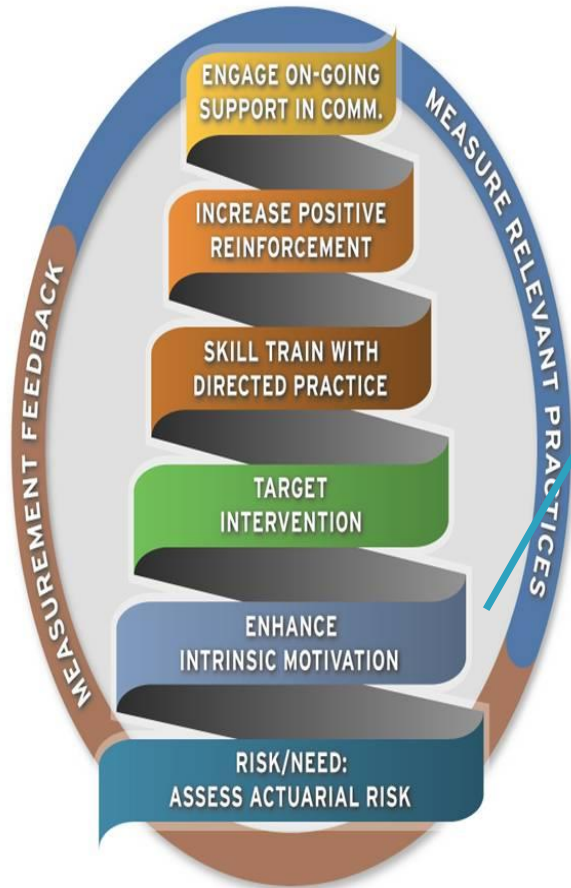 ENGAGE ON-GOING
SUPPORT IN COMM.
INCREASE POSITIVE
REINFORCEMENT
SKILL TRAIN WITH
DIRECTED PRACTICE
TARGET
INTERVENTION
ENHANCE
INTRINSIC MOTIVATION
RISK/NEED:
ASSESS ACTUARIAL RISK
MEASUREMENT FEEDBACK
MEASURE RELEVANT PRACTICES